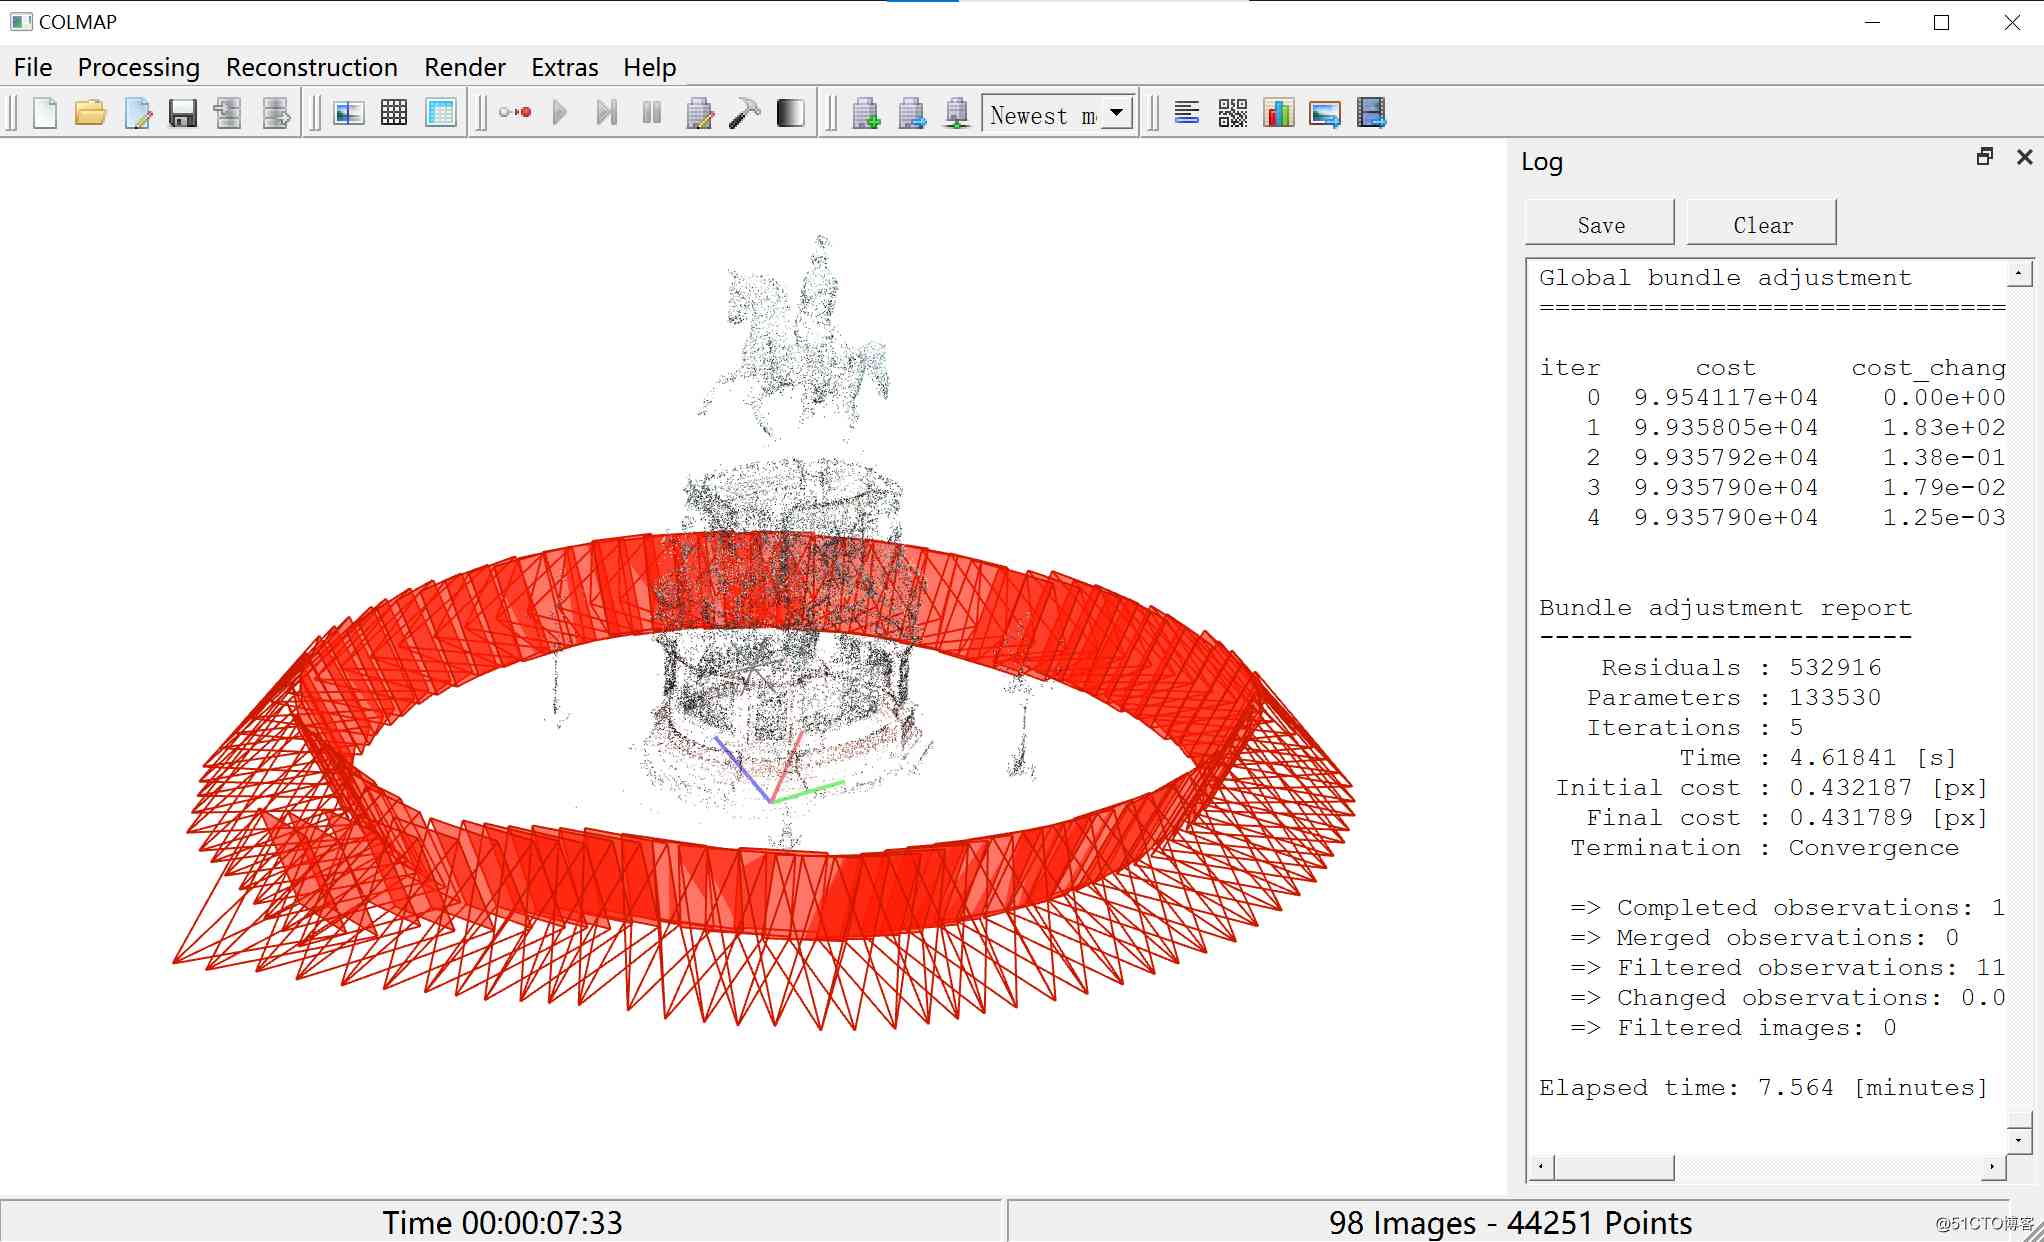 COLMAP
File Processing Reconstruction Render Extras Help
Newest m
Log
Save Clear
Global bundle adjustment
==============================
iter cost cost_chang
0 9.954117e+04 0.00e+00
1 9.935805e+04 1.83e+02
2 9.935792e+04 1.38e-01
3 9.935790e+04 1.79e-02
4 9.935790e+04 1.25e-03
Bundle adjustment report
------------------------
Residuals : 532916
Parameters : 133530
Iterations : 5
Time : 4.61841 [s]
Initial cost : 0.432187 [px]
Final cost : 0.431789 [px]
Termination : Convergence
=> Completed observations: 1
=> Merged observations: 0
=> Filtered observations: 11
=> Changed observations: 0.0
=> Filtered images: 0
Elapsed time: 7.564 [minutes]
Time 00:00:07:33
98 Images - 44251 Points
@51CTO博客